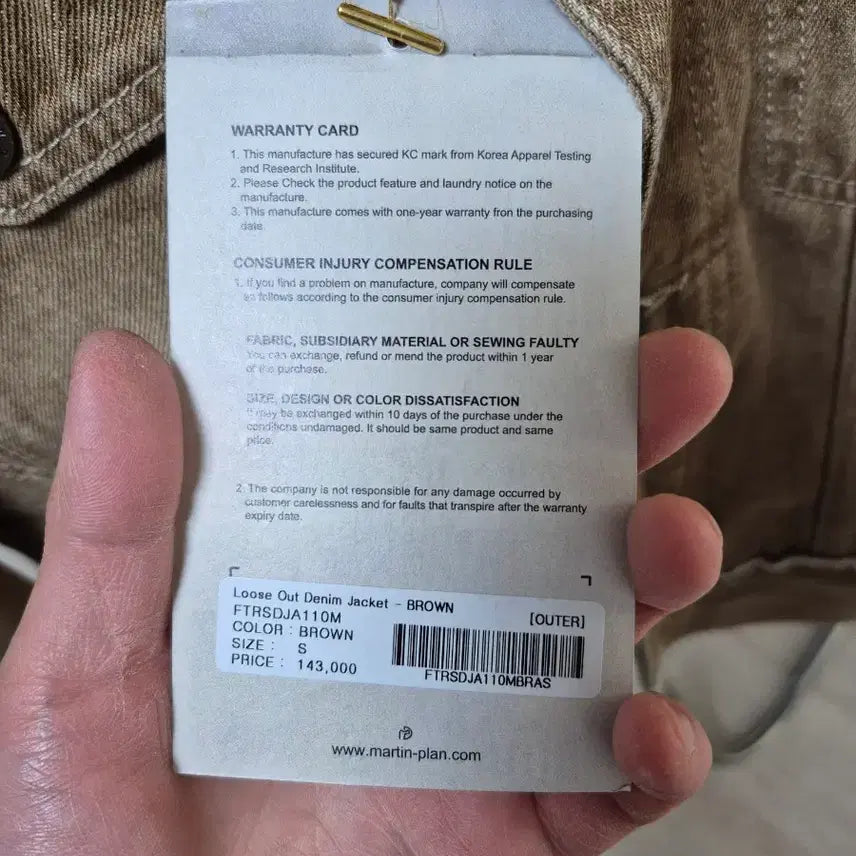 WARRANTY CARD
1. This manufacture has secured KC mark from Korea Apparel Testing
and Research Institute.
2. Please Check the product feature and laundry notice on the
manufacture.
3. This manufacture comes with one-year warranty fron the purchasing
date.
CONSUMER INJURY COMPENSATION RULE
1. If you find a problem on manufacture, company will compensate
as follows according to the consumer injury compensation rule.
FABRIC, SUBSIDIARY MATERIAL OR SEWING FAULTY
You can exchange, refund or mend the product within 1 year
of the purchase.
SIZE, DESIGN OR COLOR DISSATISFACTION
It may be exchanged within 10 days of the purchase under the
conditions undamaged. It should be same product and same
price.
2 The company is not responsible for any damage occurred by
customer carelessness and for faults that transpire after the warranty
expiry date.
Loose Out Denim Jacket - BROWN
FTRSDJA110M [OUTER]
COLOR : BROWN
SIZE : S
PRICE : 143,000
FTRSDJA110MBRAS
www.martin-plan.com